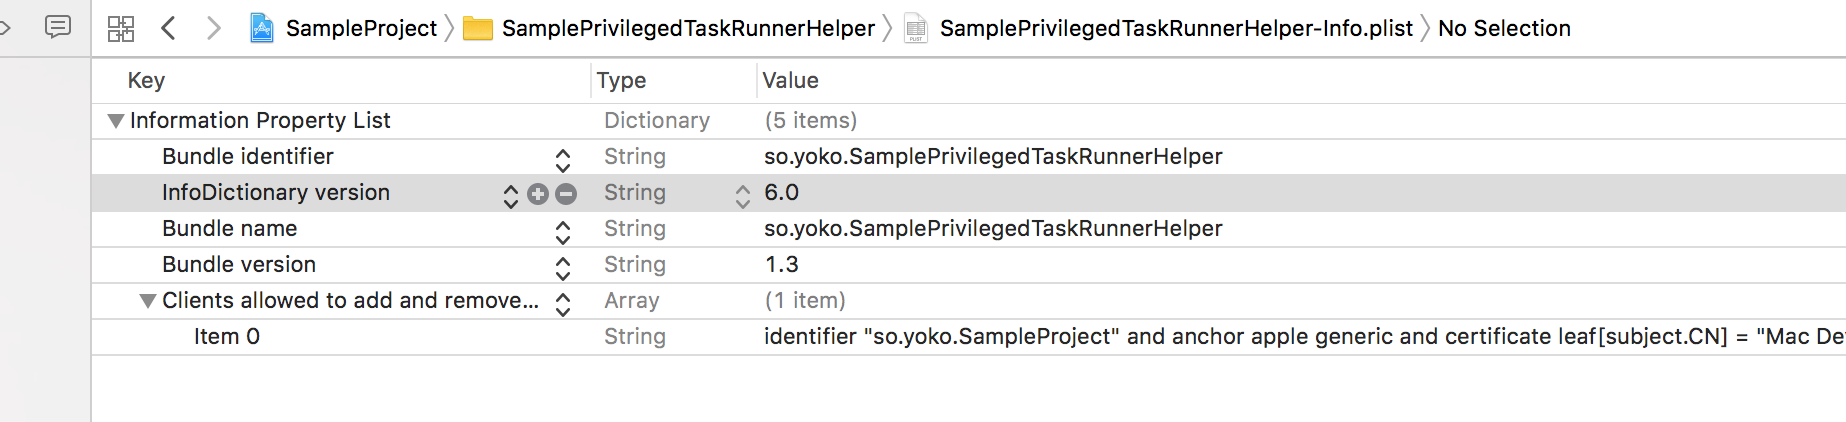 SampleProject SamplePrivilegedTaskRunnerHelper SamplePrivilegedTaskRunnerHelper-Info.plist No Selection
Key Type Value
Information Property List Dictionary (5 items)
Bundle identifier String so.yoko.SamplePrivilegedTaskRunnerHelper
InfoDictionary version String 6.0
Bundle name String so.yoko.SamplePrivilegedTaskRunnerHelper
Bundle version String 1.3
Clients allowed to add and remove... Array (1 item)
Item 0 String identifier "so.yoko.SampleProject" and anchor apple generic and certificate leaf[subject.CN] = "Mac De